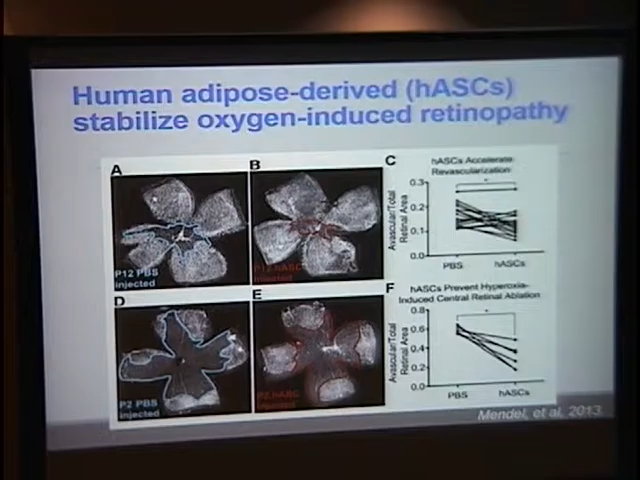 Human adipose-derived (hASCs)
stabilize oxygen-induced retinopathy
A
B
C
hASCs Accelerate
Revascularization
Avascular/Total
Retinal Area
0.3
0.2
0.1
0.0
*
PBS
hASCs
P12 PBS
injected
P12 hASC
injected
D
E
F
hASCs Prevent Hyperoxia-
Induced Central Retinal Ablation
Avascular/Total
Retinal Area
0.8
0.6
0.4
0.2
0.0
*
PBS
hASCs
P2 PBS
injected
P2 hASC
injected
Mendel, et al, 2013